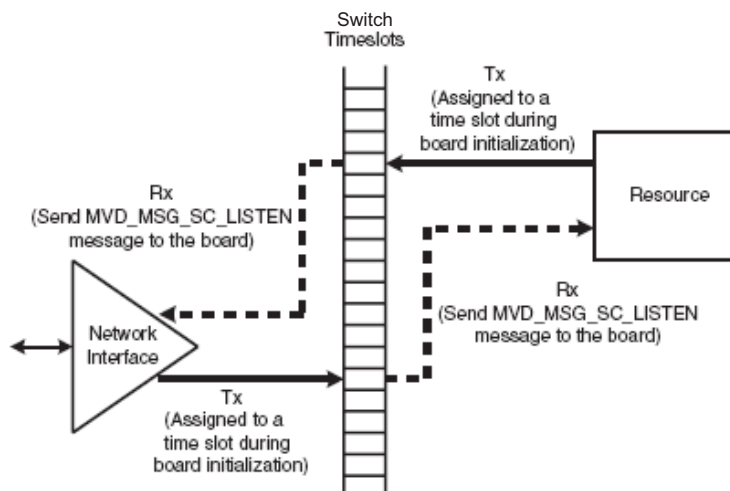 Switch
Timeslots
Tx
(Assigned to a
time slot during
board initialization)
Resource
Rx
(Send MVD_MSG_SC_LISTEN
message to the board)
Rx
(Send MVD_MSG_SC_LISTEN
message to the board)
Network
Interface
Tx
(Assigned to a
time slot during
board initialization)